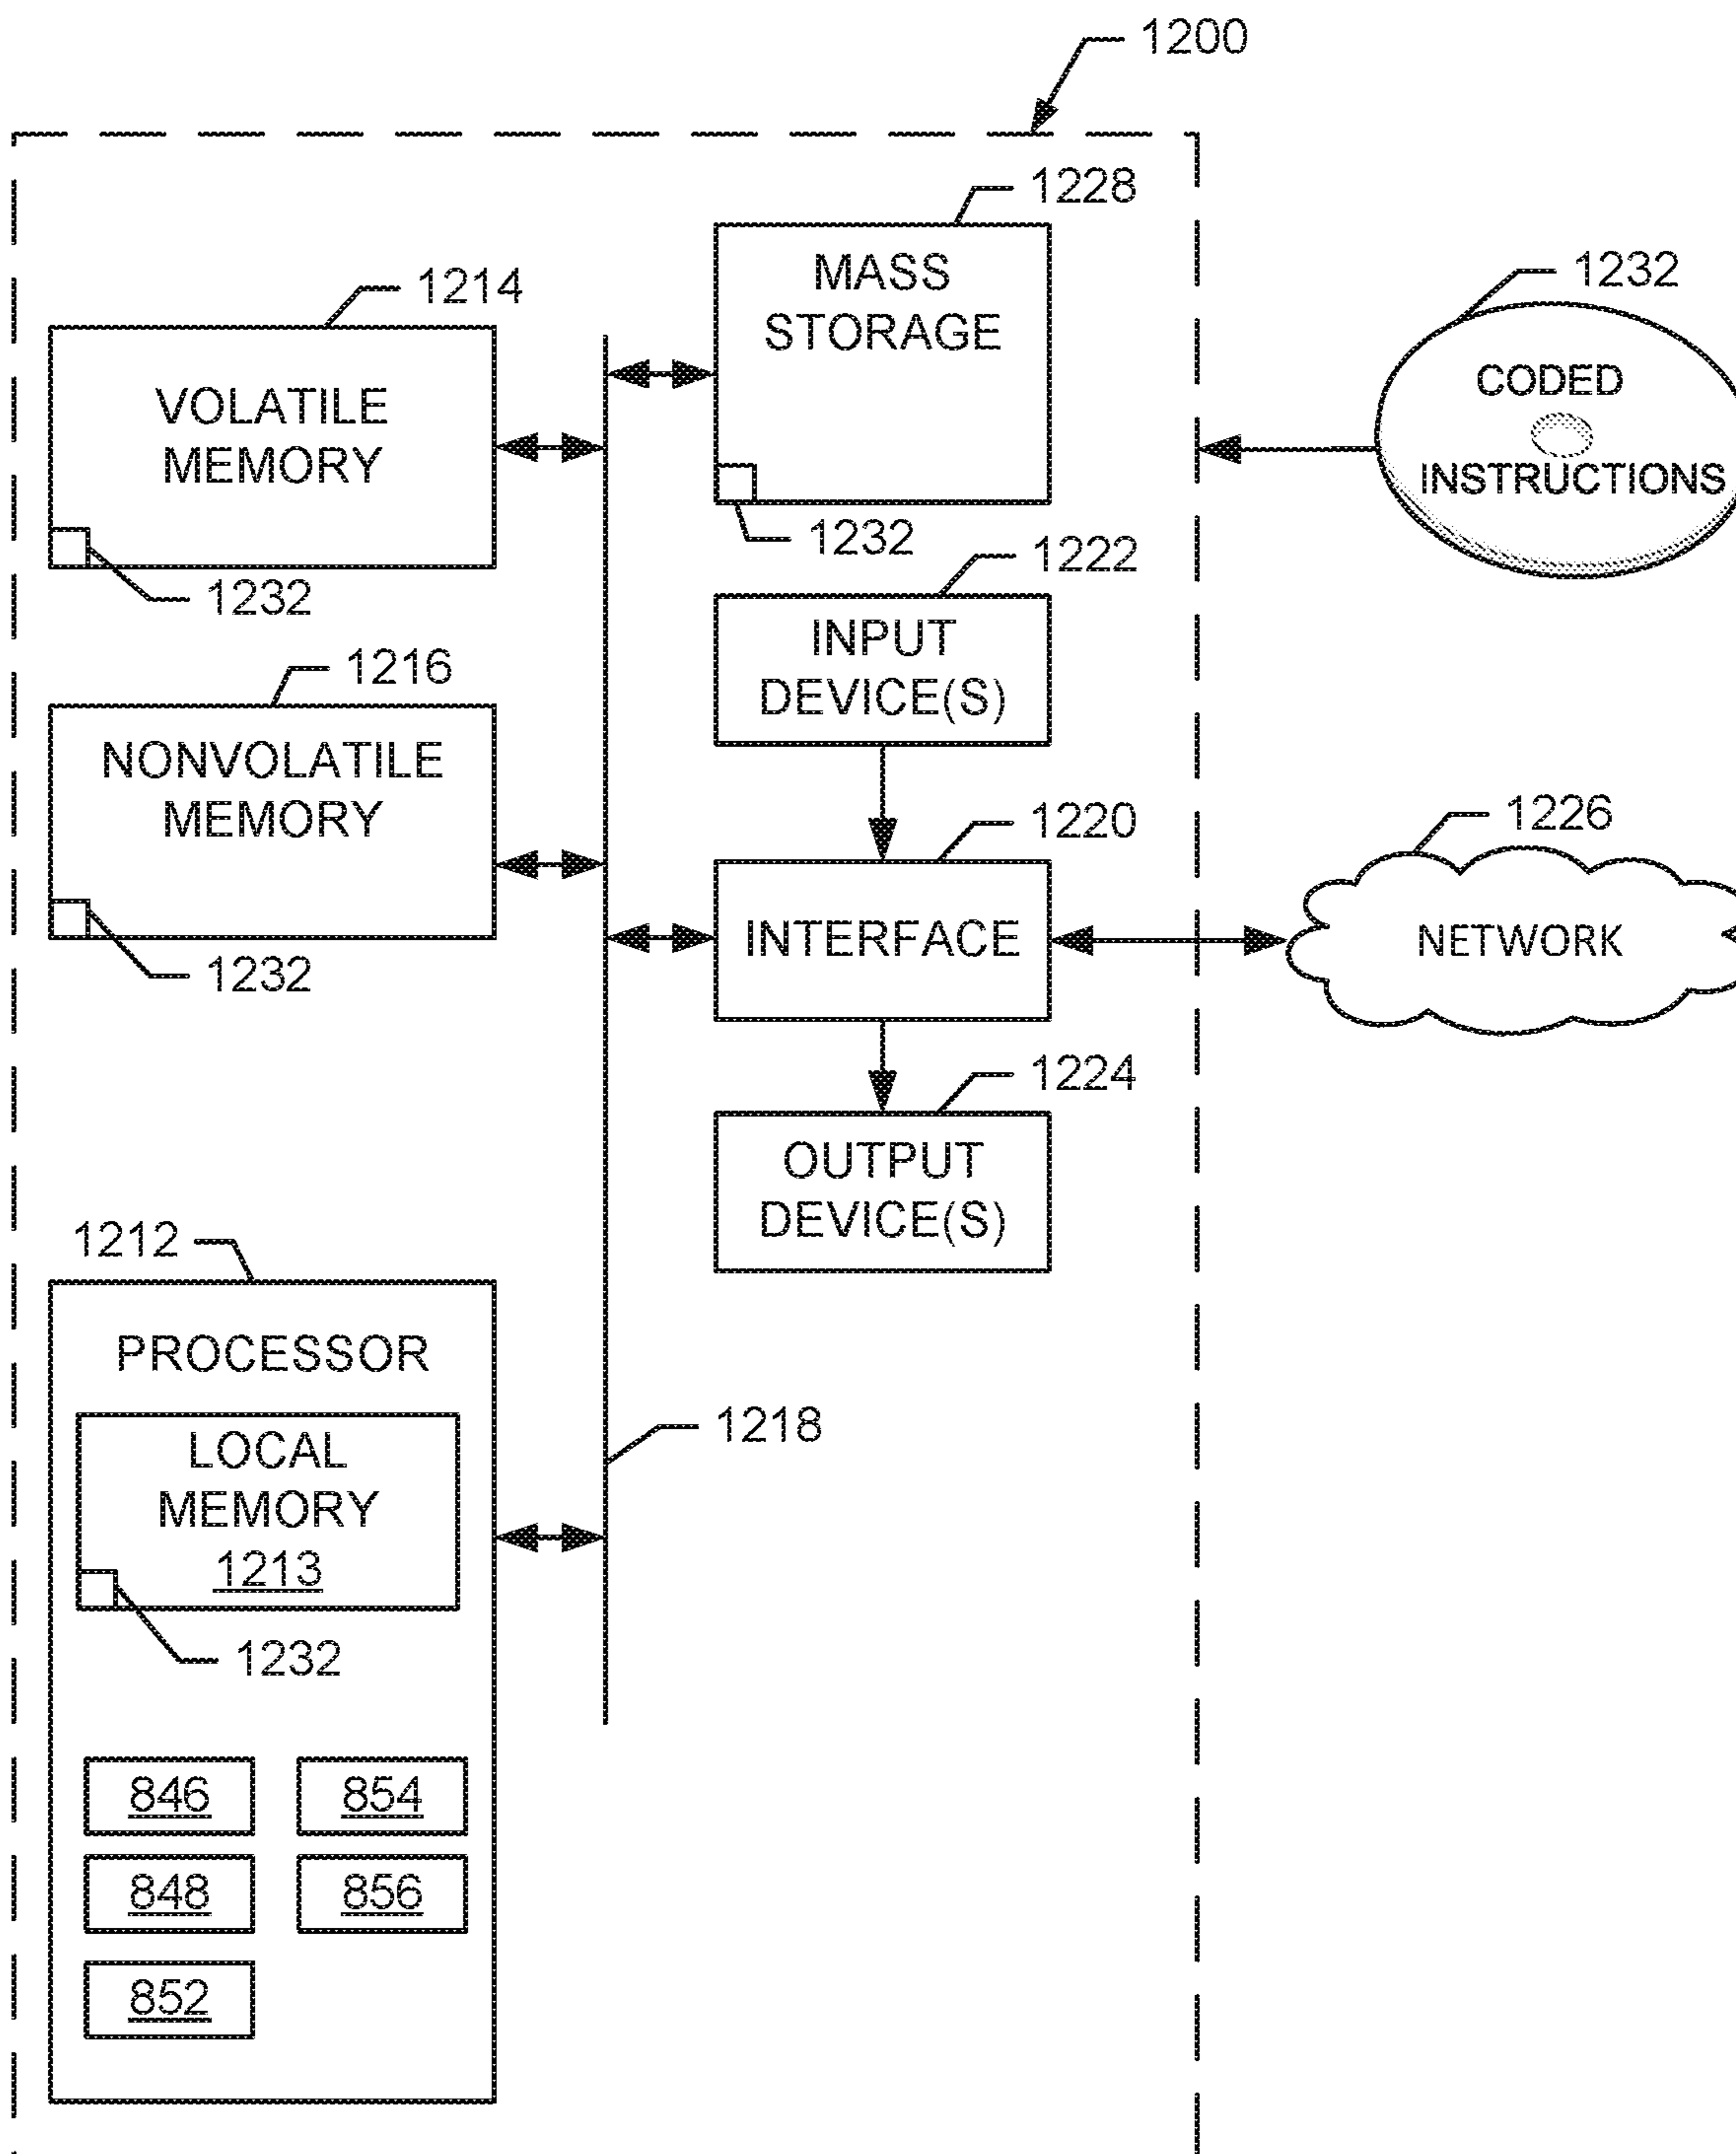 1200
1228
MASS
STORAGE
1232
1214
VOLATILE
MEMORY
1232
1232
CODED
INSTRUCTIONS
1222
INPUT
DEVICE(S)
1216
NONVOLATILE
MEMORY
1232
1220
INTERFACE
1226
NETWORK
1224
OUTPUT
DEVICE(S)
1212
PROCESSOR
LOCAL
MEMORY
1213
1232
1218
846
854
848
856
852